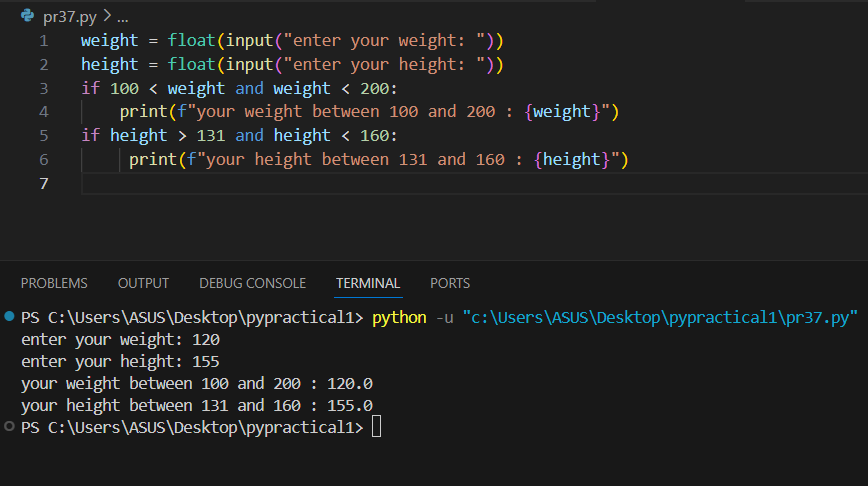 pr37.py > ...
1 weight = float(input("enter your weight: "))
2 height = float(input("enter your height: "))
3 if 100 < weight and weight < 200:
4     print(f"your weight between 100 and 200 : {weight}")
5 if height > 131 and height < 160:
6      print(f"your height between 131 and 160 : {height}")
7
PROBLEMS OUTPUT DEBUG CONSOLE TERMINAL PORTS
PS C:\Users\ASUS\Desktop\pypractical1> python -u "c:\Users\ASUS\Desktop\pypractical1\pr37.py"
enter your weight: 120
enter your height: 155
your weight between 100 and 200 : 120.0
your height between 131 and 160 : 155.0
PS C:\Users\ASUS\Desktop\pypractical1>